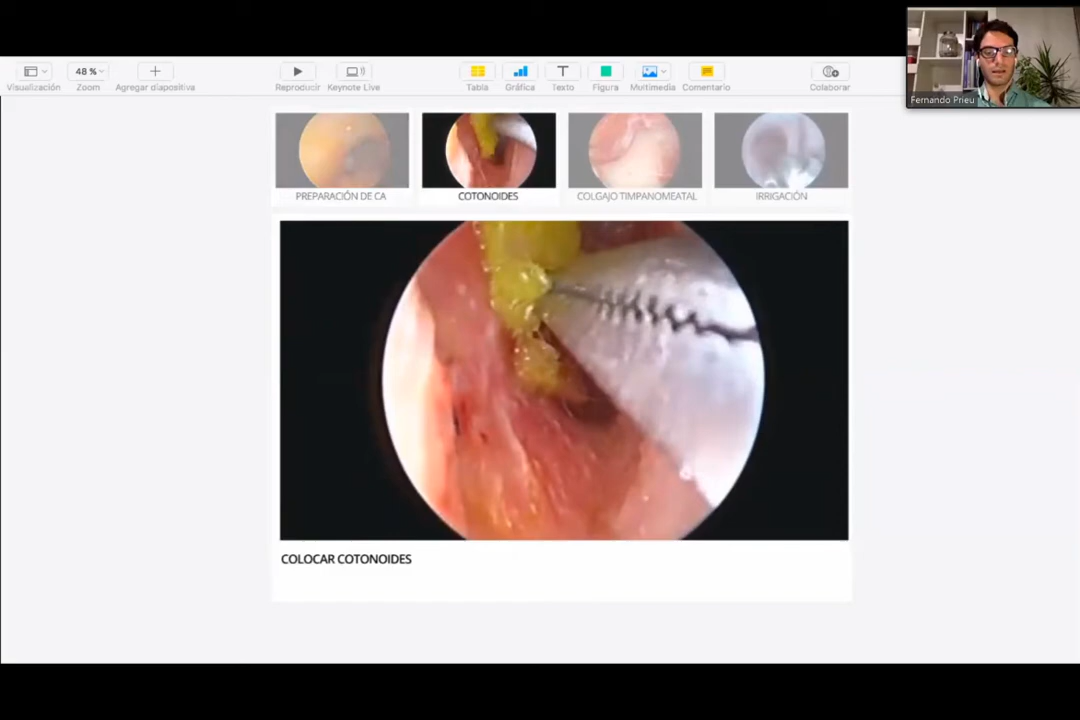 48 %
Visualización Zoom Agregar diapositiva Reproducir Keynote Live Tabla Gráfica Texto Figura Multimedia Comentario Colaborar
Fernando Prieu
PREPARACIÓN DE CA COTONOIDES COLGAJO TIMPANOMEATAL IRRIGACIÓN
COLOCAR COTONOIDES